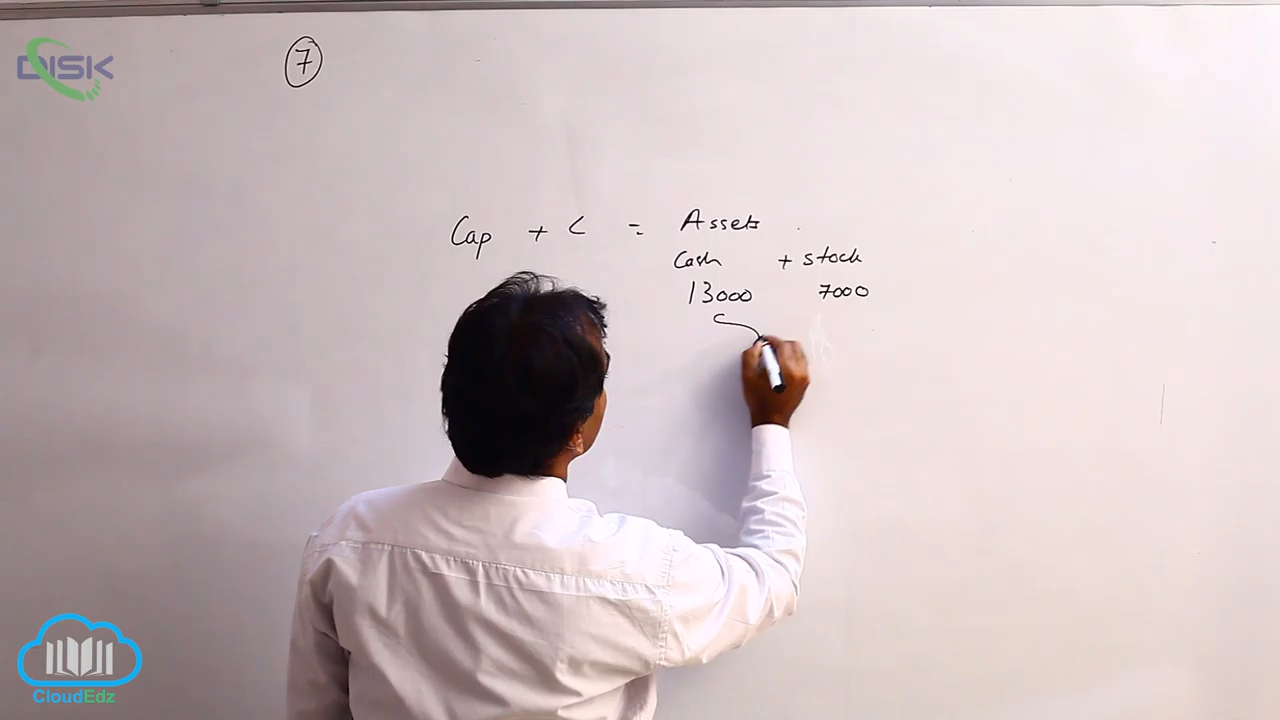 DISK
7
Cap + L = Assets
Cash + stock
13000 7000
CloudEdz